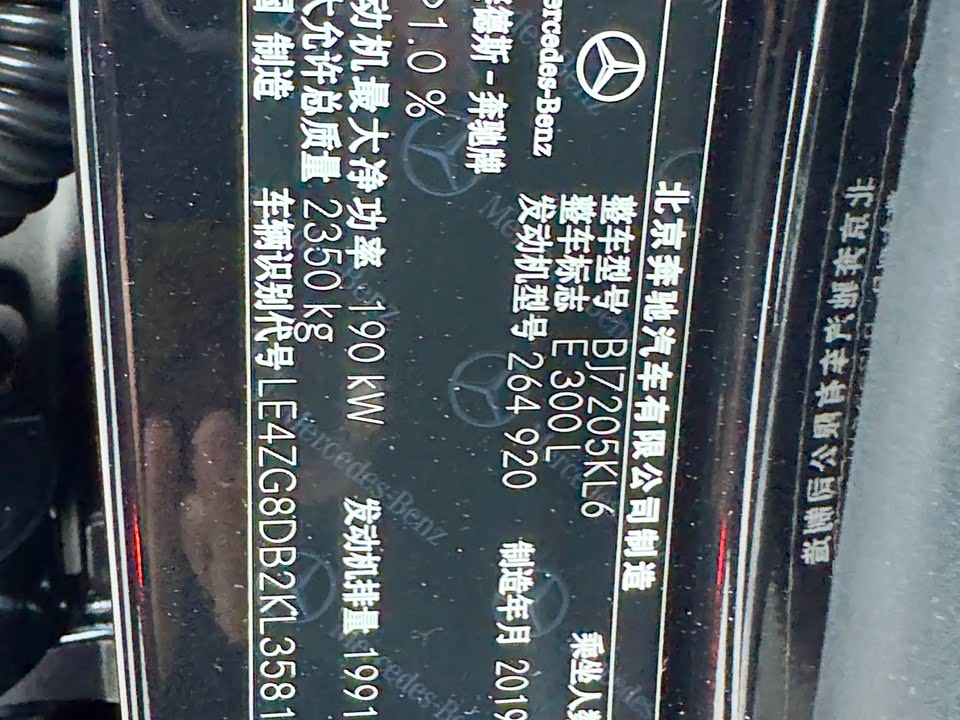 北京奔驰汽车有限公司制造
Mercedes-Benz
整车型号 BJ7205KL6
整车标志 E 300 L
乘坐人
梅赛德斯-奔驰牌
发动机型号 264 920
制造年月 2019
1.0 %
动机最大净功率 190 kW
发动机排量 1991
大允许总质量 2350 kg
制造
车辆识别代号 LE4ZG8DB2KL3581